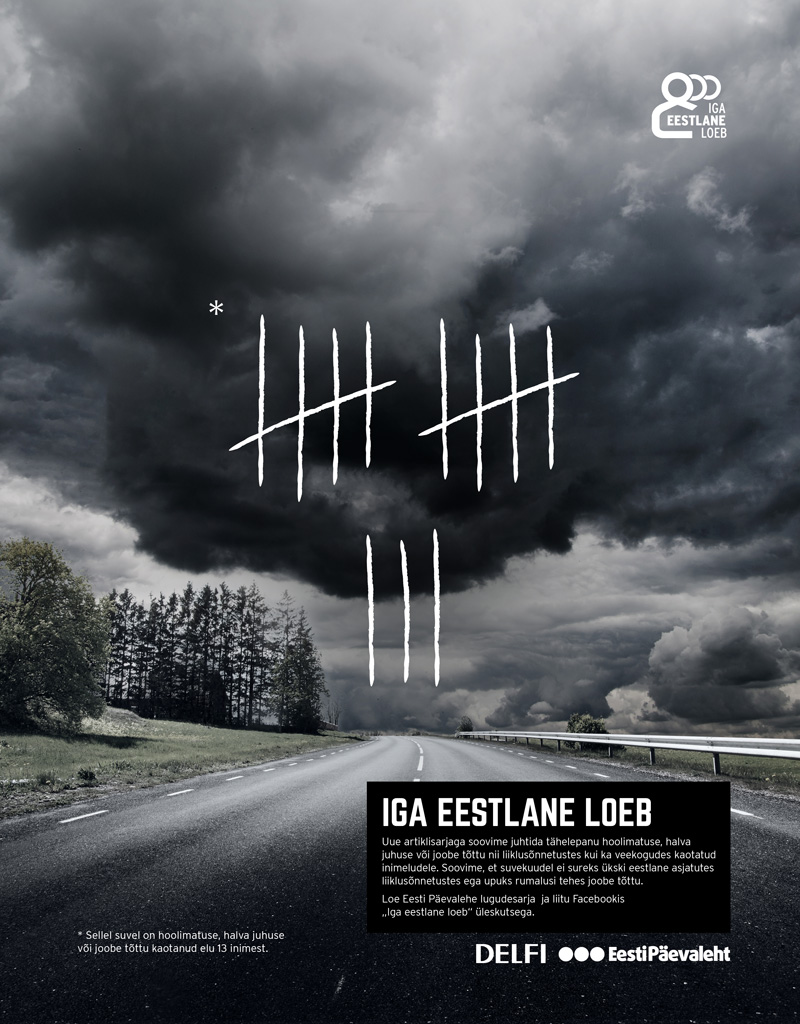 IGA
EESTLANE
LOEB
*
IGA EESTLANE LOEB
Uue artiklisarjaga soovime juhtida tähelepanu hoolimatuse, halva
juhuse või joobe tõttu nii liiklusõnnetustes kui ka veekogudes kaotatud
inimeludele. Soovime, et suvekuudel ei sureks ükski eestlane asjatutes
liiklusõnnetustes ega upuks rumalusi tehes joobe tõttu.
Loe Eesti Päevalehe lugudesarja ja liitu Facebookis
„Iga eestlane loeb“ üleskutsega.
* Sellel suvel on hoolimatuse, halva juhuse
või joobe tõttu kaotanud elu 13 inimest.
DELFI EestiPäevaleht